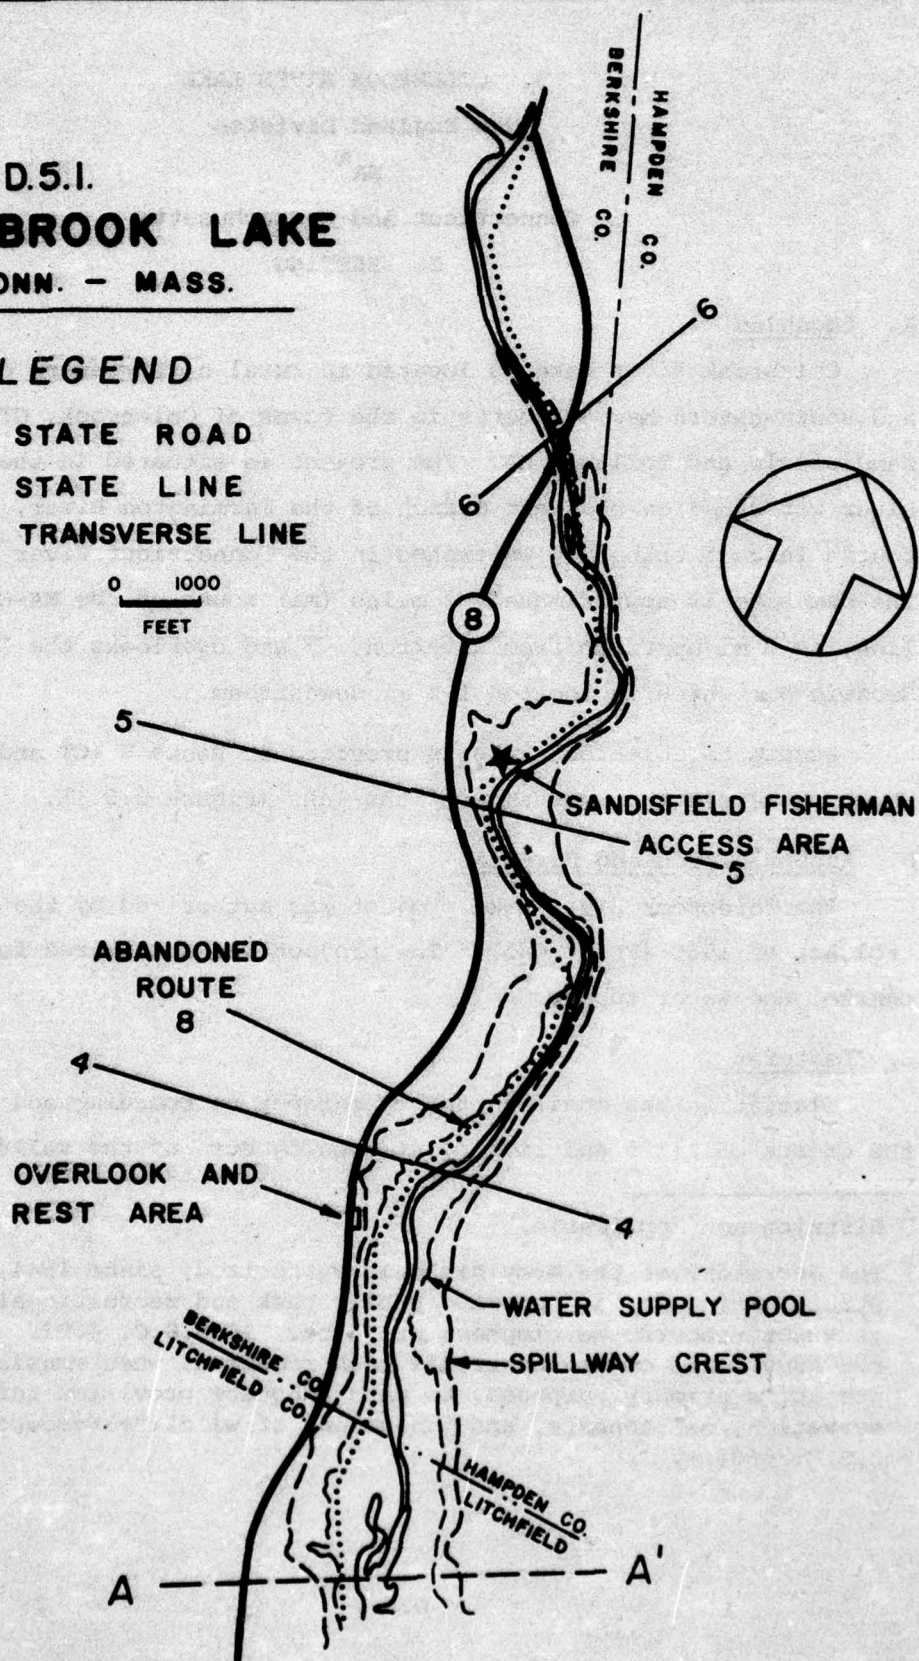 D.5.I.
BROOK LAKE
ONN. – MASS.
LEGEND
STATE ROAD
STATE LINE
TRANSVERSE LINE
0 1000
FEET
HAMPDEN CO.
BERKSHIRE CO.
6
6
8
5
SANDISFIELD FISHERMAN
ACCESS AREA
5
ABANDONED
ROUTE
8
4
OVERLOOK AND
REST AREA
4
WATER SUPPLY POOL
SPILLWAY CREST
BERKSHIRE CO.
LITCHFIELD CO.
HAMPDEN CO.
LITCHFIELD
A
A'